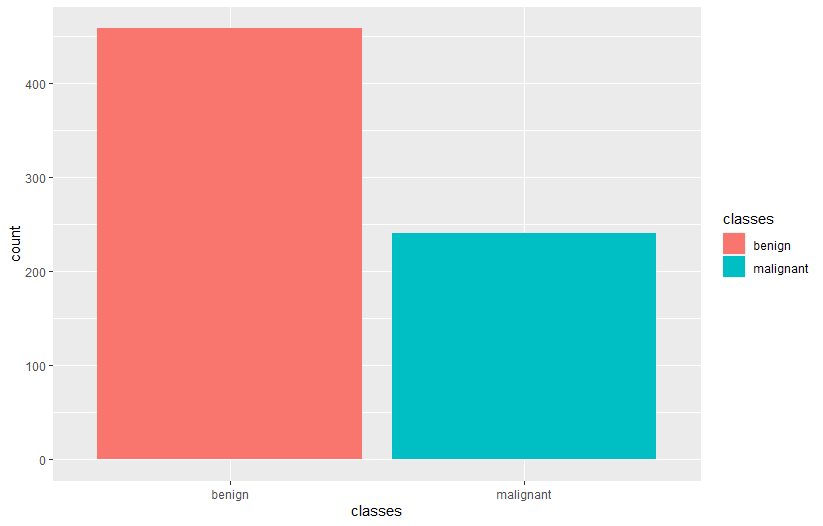 400
300
200
100
0
count
benign
malignant
classes
classes
benign
malignant